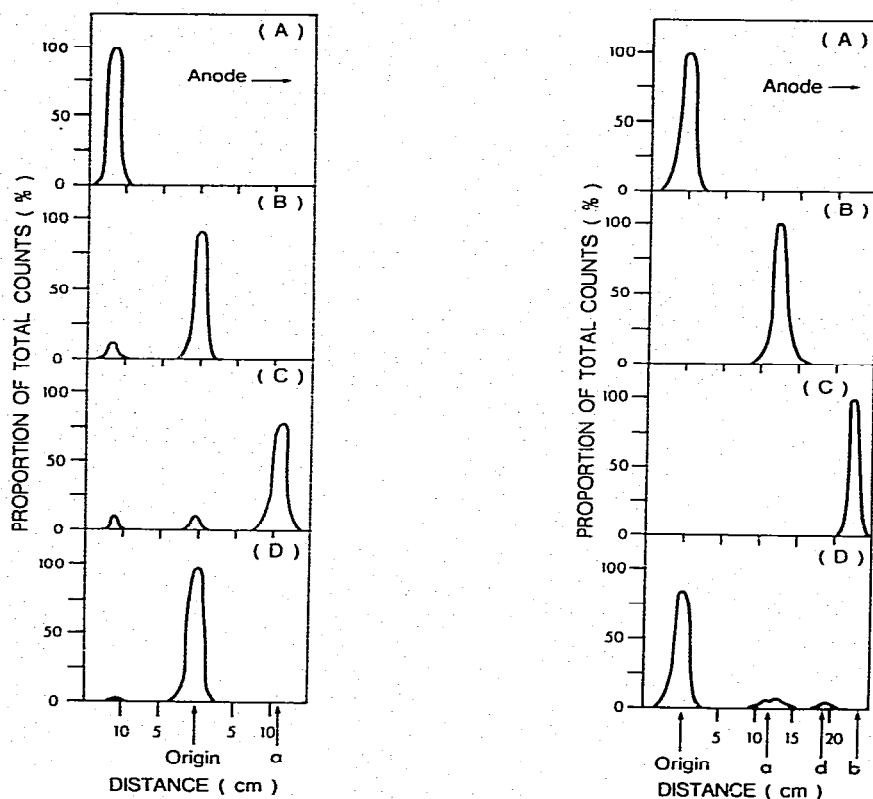 ( A )
100
Anode
50
0
( B )
100
50
0
( C )
100
50
0
( D )
100
50
0
10 5 5 10
Origin a
DISTANCE ( cm )
PROPORTION OF TOTAL COUNTS ( % )
( A )
100
Anode
50
0
( B )
100
50
0
( C )
100
50
0
( D )
100
50
0
5 10 15 20
Origin a d b
DISTANCE ( cm )
PROPORTION OF TOTAL COUNTS ( % )